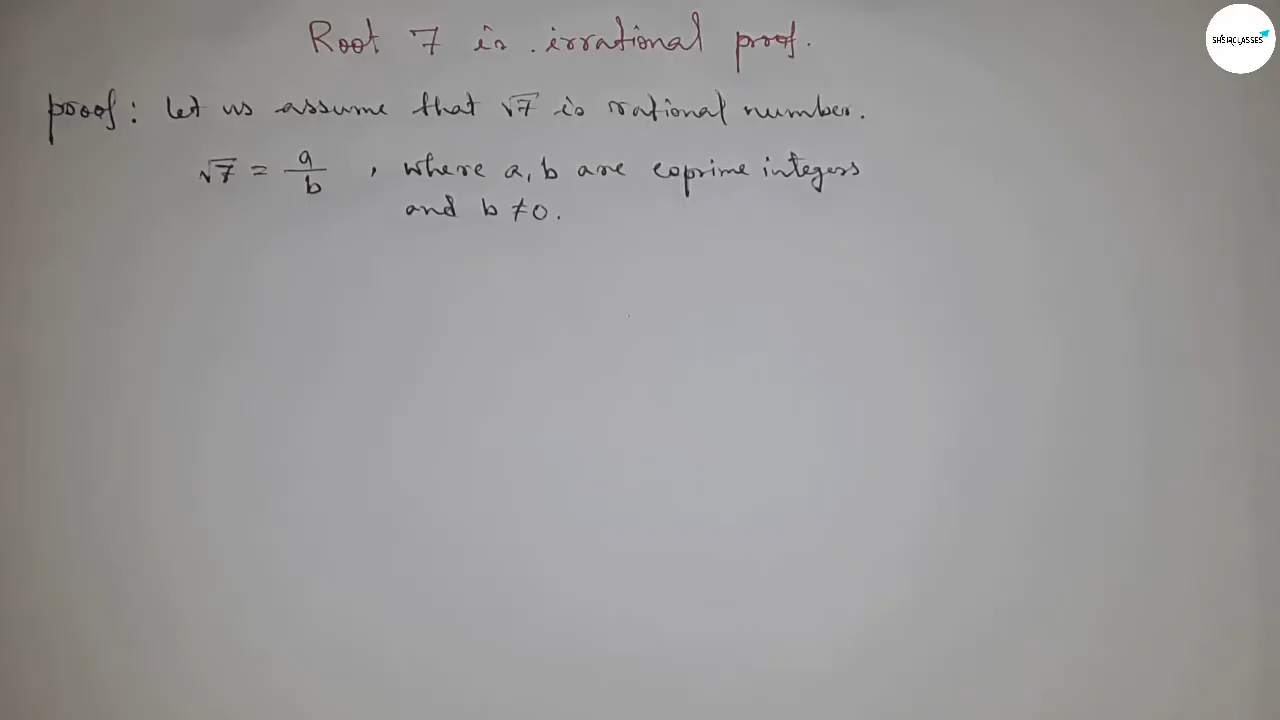 Root 7 is irrational proof.
SHSIRCLASSES
proof: Let us assume that √7 is rational number.
√7 = a/b , where a, b are coprime integers
and b ≠ 0.